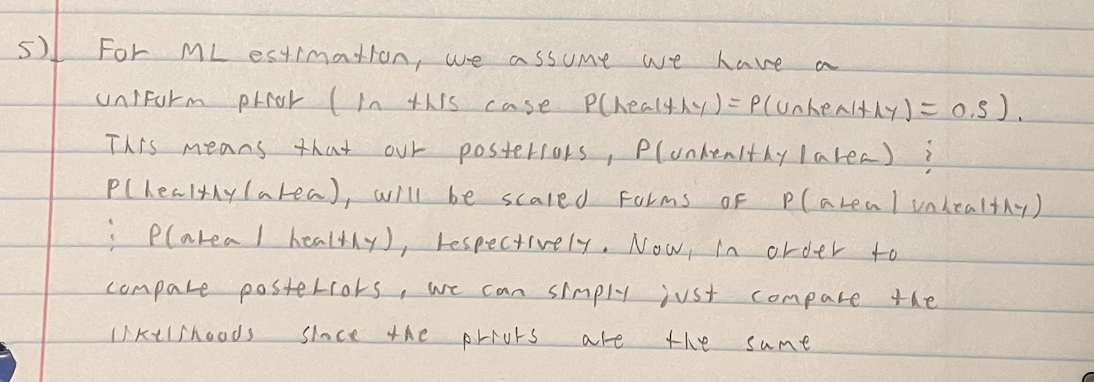 5) For ML estimation, we assume we have a
uniform prior (in this case P(healthy)=P(unhealthy)= 0.5).
This means that our posteriors, P(unhealthy|area) &
P(healthy|area), will be scaled forms of P(area|unhealthy)
& P(area|healthy), respectively. Now, in order to
compare posteriors, we can simply just compare the
likelihoods since the priors are the same